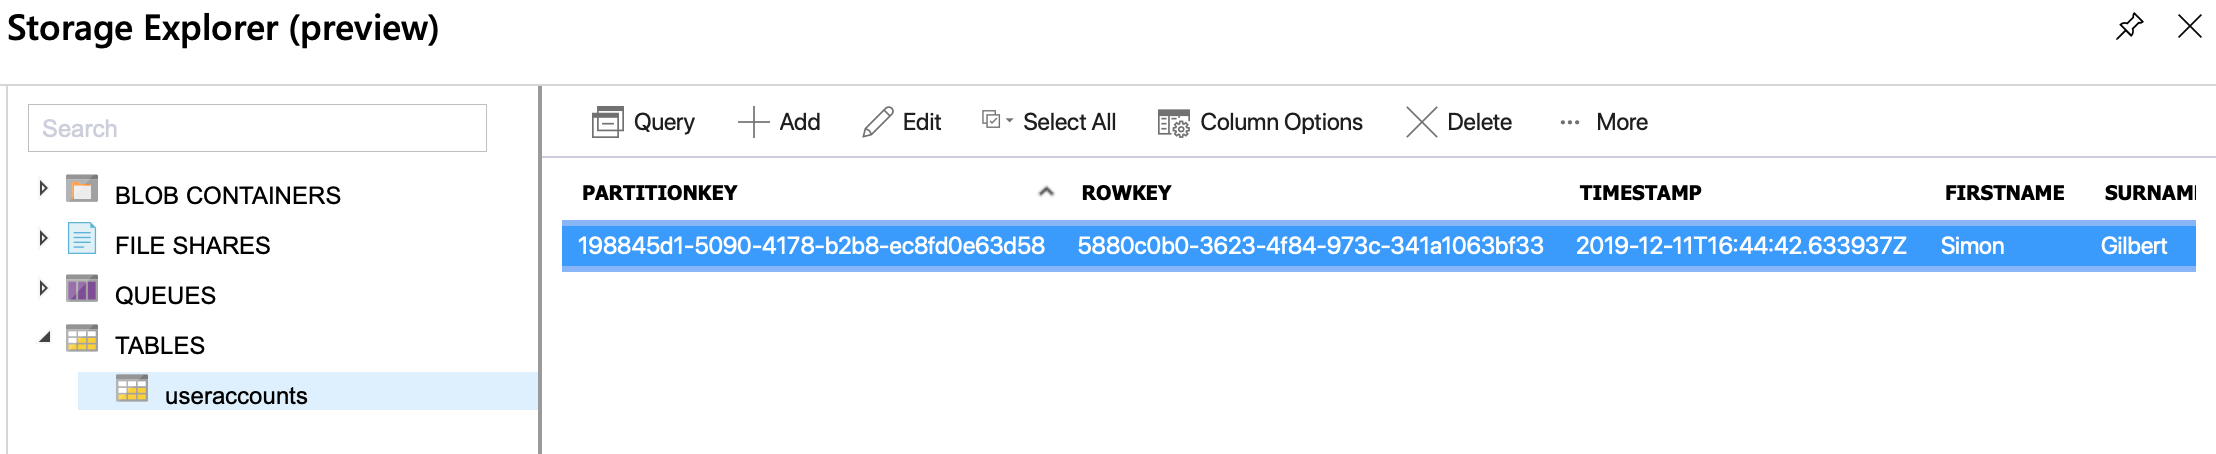 Storage Explorer (preview)
Search
BLOB CONTAINERS
FILE SHARES
QUEUES
TABLES
useraccounts
Query Add Edit Select All Column Options Delete ... More
PARTITIONKEY ROWKEY TIMESTAMP FIRSTNAME SURNAM
198845d1-5090-4178-b2b8-ec8fd0e63d58 5880c0b0-3623-4f84-973c-341a1063bf33 2019-12-11T16:44:42.633937Z Simon Gilbert